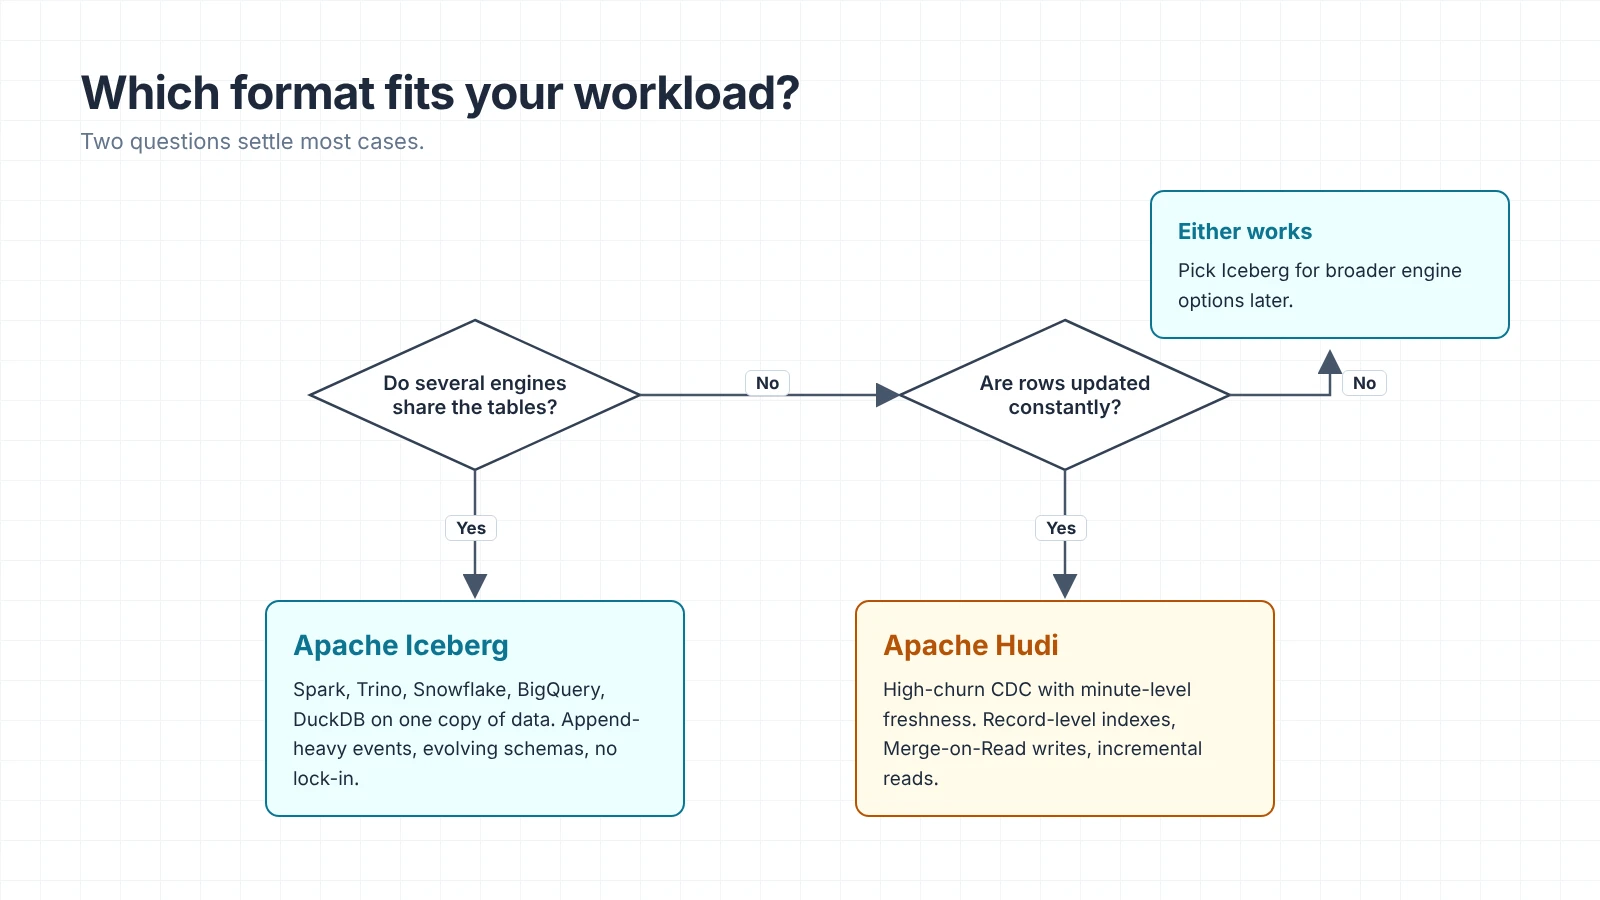 Which format fits your workload?
Two questions settle most cases.
Either works
Pick Iceberg for broader engine
options later.
Do several engines
share the tables?
No
Are rows updated
constantly?
No
Yes
Yes
Apache Iceberg
Spark, Trino, Snowflake, BigQuery,
DuckDB on one copy of data. Append-
heavy events, evolving schemas, no
lock-in.
Apache Hudi
High-churn CDC with minute-level
freshness. Record-level indexes,
Merge-on-Read writes, incremental
reads.